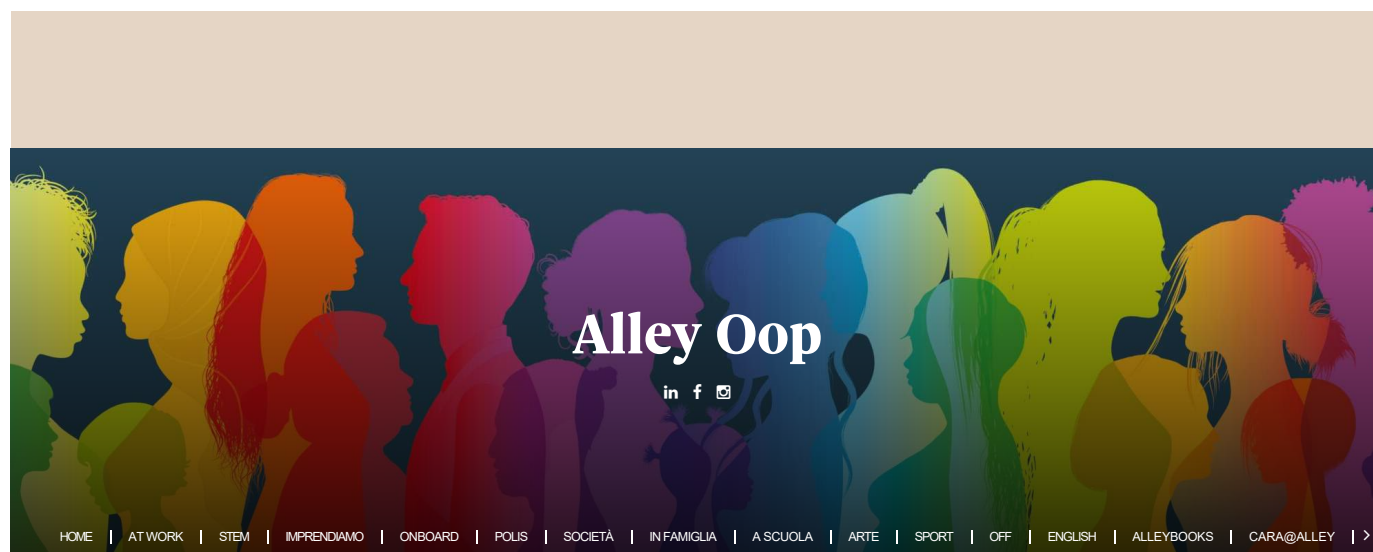 Alley Oop
HOME AT WORK STEM IMPRENDIAMO ONBOARD POLIS SOCIETÀ IN FAMIGLIA A SCUOLA ARTE SPORT OFF ENGLISH ALLEYBOOKS CARA@ALLEY